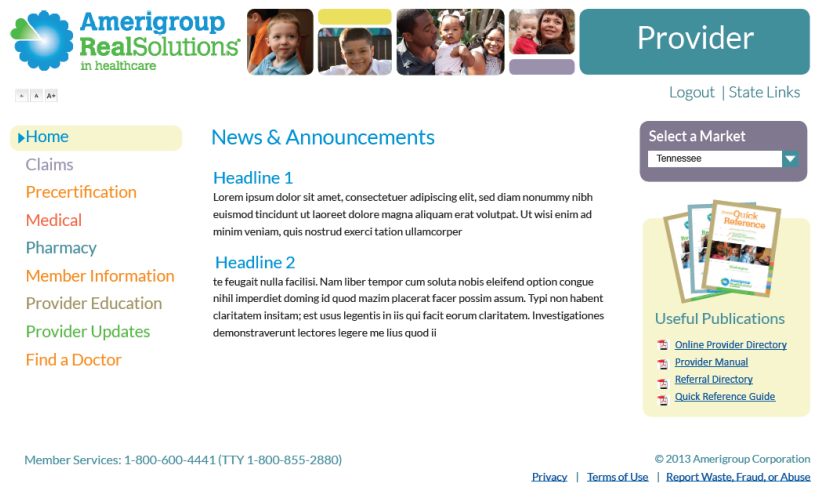 Amerigroup
RealSolutions
in healthcare
Provider
A A A+
Logout | State Links
Home
Claims
Precertification
Medical
Pharmacy
Member Information
Provider Education
Provider Updates
Find a Doctor
News & Announcements
Headline 1
Lorem ipsum dolor sit amet, consectetuer adipiscing elit, sed diam nonummy nibh
euismod tincidunt ut laoreet dolore magna aliquam erat volutpat. Ut wisi enim ad
minim veniam, quis nostrud exerci tation ullamcorper
Headline 2
te feugait nulla facilisi. Nam liber tempor cum soluta nobis eleifend option congue
nihil imperdiet doming id quod mazim placerat facer possim assum. Typi non habent
claritatem insitam; est usus legentis in iis qui facit eorum claritatem. Investigationes
demonstraverunt lectores legere me lius quod ii
Select a Market
Tennessee
Quick
Reference
Useful Publications
Online Provider Directory
Provider Manual
Referral Directory
Quick Reference Guide
Member Services: 1-800-600-4441 (TTY 1-800-855-2880)
© 2013 Amerigroup Corporation
Privacy | Terms of Use | Report Waste, Fraud, or Abuse